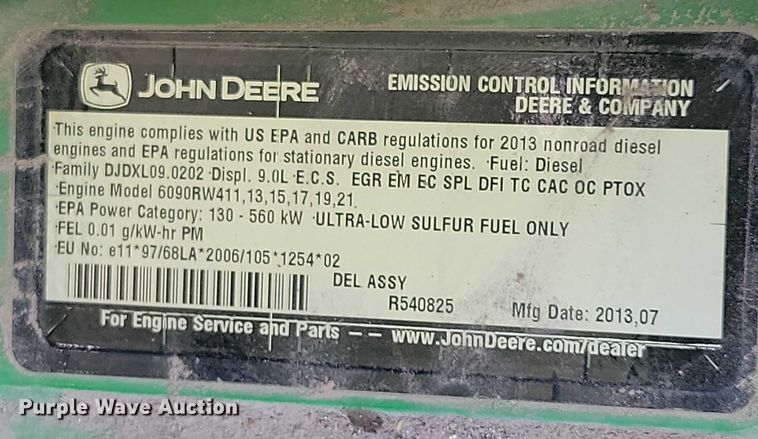 JOHN DEERE
EMISSION CONTROL INFORMATION
DEERE & COMPANY
·This engine complies with US EPA and CARB regulations for 2013 nonroad diesel
engines and EPA regulations for stationary diesel engines. ·Fuel: Diesel
·Family DJDXL09.0202 ·Displ. 9.0L ·E.C.S. EGR EM EC SPL DFI TC CAC OC PTOX
·Engine Model 6090RW411,13,15,17,19,21,
·EPA Power Category: 130 - 560 kW ·ULTRA-LOW SULFUR FUEL ONLY
·FEL 0.01 g/kW-hr PM
·EU No: e11*97/68LA*2006/105*1254*02
DEL ASSY
R540825 Mfg Date: 2013,07
For Engine Service and Parts – – www.JohnDeere.com/dealer
Purple Wave Auction